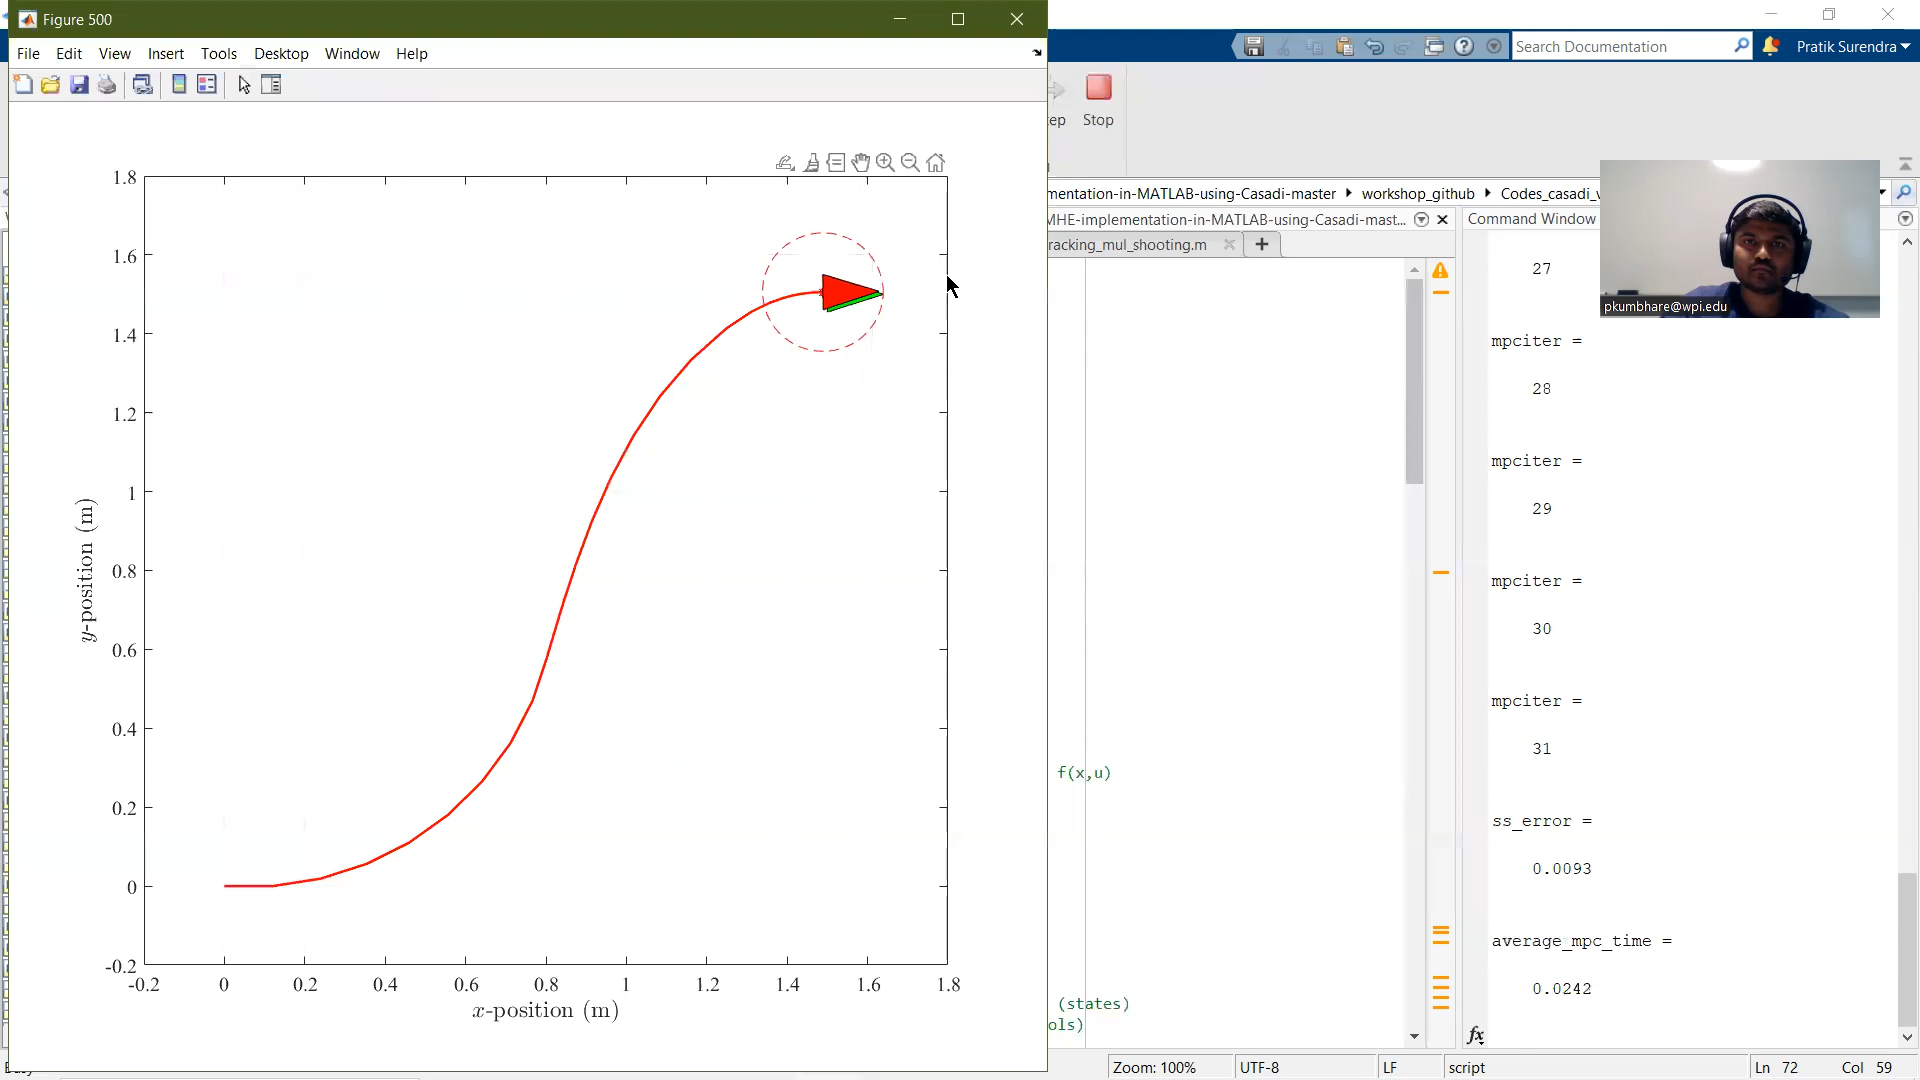 Figure 500
File Edit View Insert Tools Desktop Window Help
Search Documentation
Pratik Surendra
ep Stop
mentation-in-MATLAB-using-Casadi-master workshop_github Codes_casadi_v
MHE-implementation-in-MATLAB-using-Casadi-mast...
racking_mul_shooting.m
+
Command Window
pkumbhare@wpi.edu
1.8
1.6
1.4
1.2
1
0.8
0.6
0.4
0.2
0
-0.2
y-position (m)
-0.2 0 0.2 0.4 0.6 0.8 1 1.2 1.4 1.6 1.8
x-position (m)
f(x,u)
(states)
ols)
27
mpciter =
28
mpciter =
29
mpciter =
30
mpciter =
31
ss_error =
0.0093
average_mpc_time =
0.0242
fx
Zoom: 100% UTF-8 LF script Ln 72 Col 59